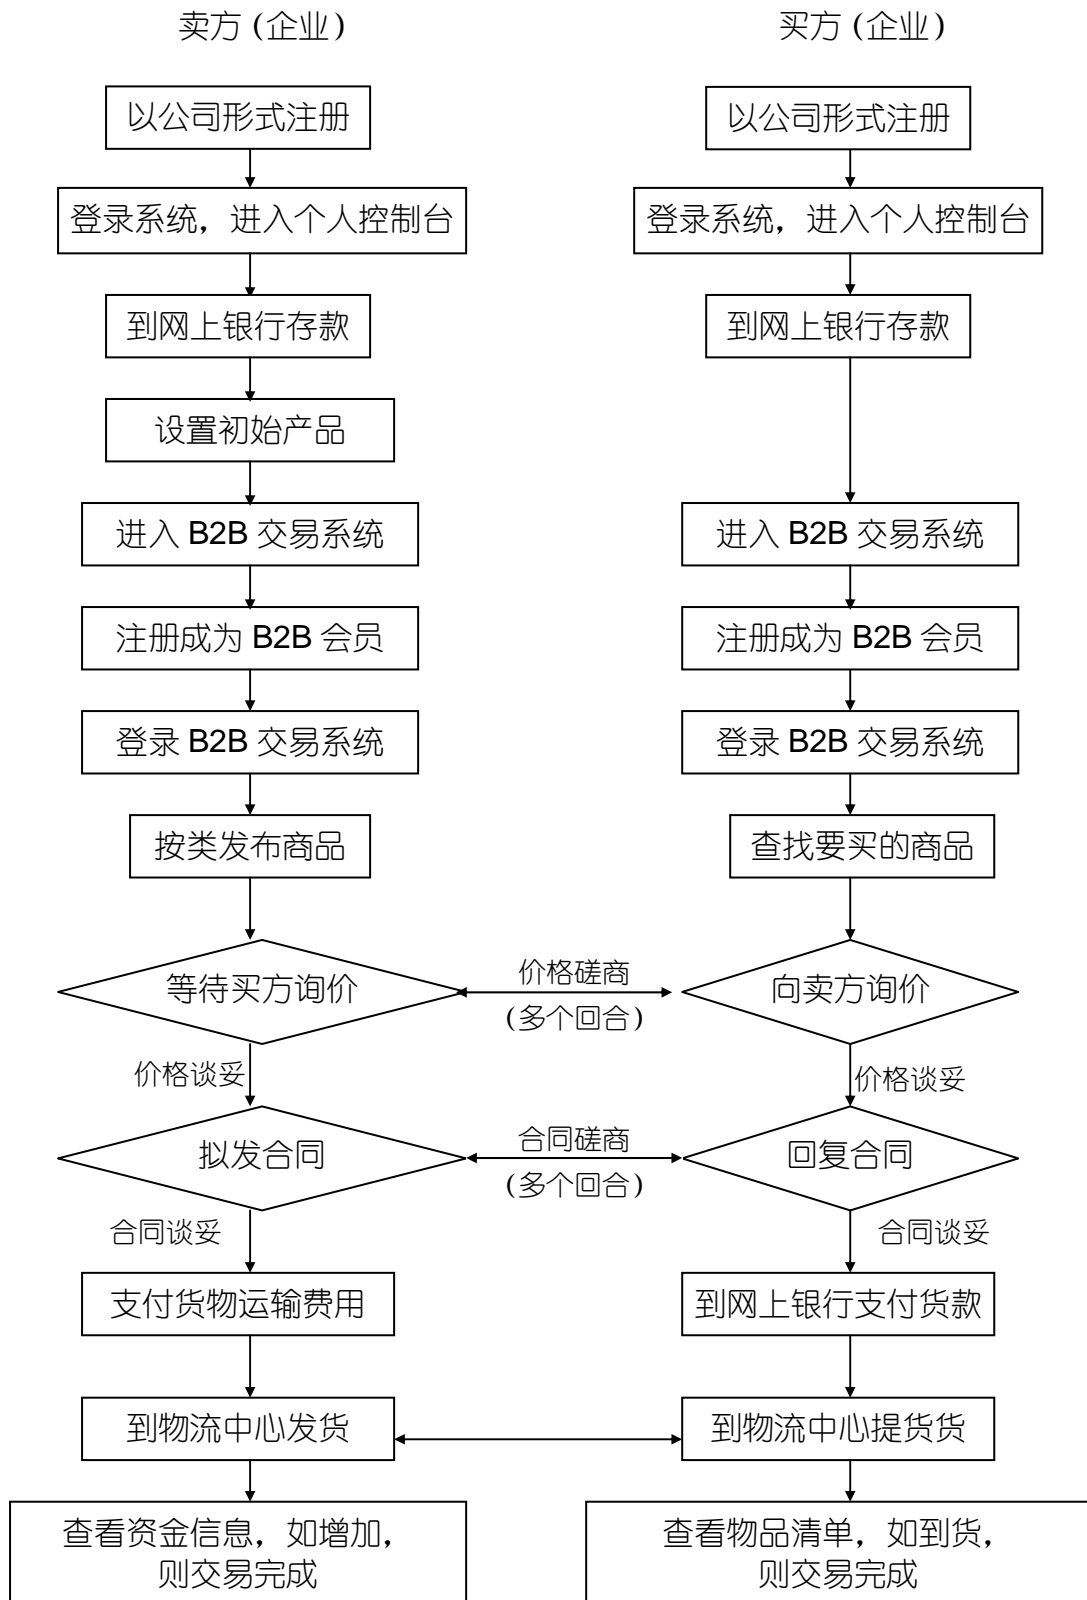 卖方 (企业)
买方 (企业)
以公司形式注册
以公司形式注册
登录系统，进入个人控制台
登录系统，进入个人控制台
到网上银行存款
到网上银行存款
设置初始产品
进入 B2B 交易系统
进入 B2B 交易系统
注册成为 B2B 会员
注册成为 B2B 会员
登录 B2B 交易系统
登录 B2B 交易系统
按类发布商品
查找要买的商品
等待买方询价
价格磋商
(多个回合)
向卖方询价
价格谈妥
价格谈妥
拟发合同
合同磋商
(多个回合)
回复合同
合同谈妥
合同谈妥
支付货物运输费用
到网上银行支付货款
到物流中心发货
到物流中心提货货
查看资金信息，如增加，
则交易完成
查看物品清单，如到货，
则交易完成